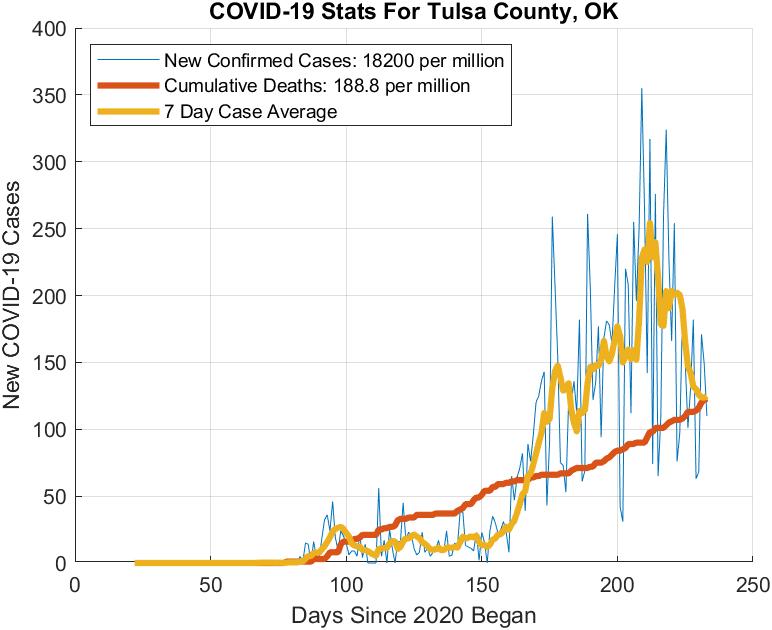 COVID-19 Stats For Tulsa County, OK
400
350
300
250
200
150
100
50
0
New COVID-19 Cases
New Confirmed Cases: 18200 per million
Cumulative Deaths: 188.8 per million
7 Day Case Average
0 50 100 150 200 250
Days Since 2020 Began